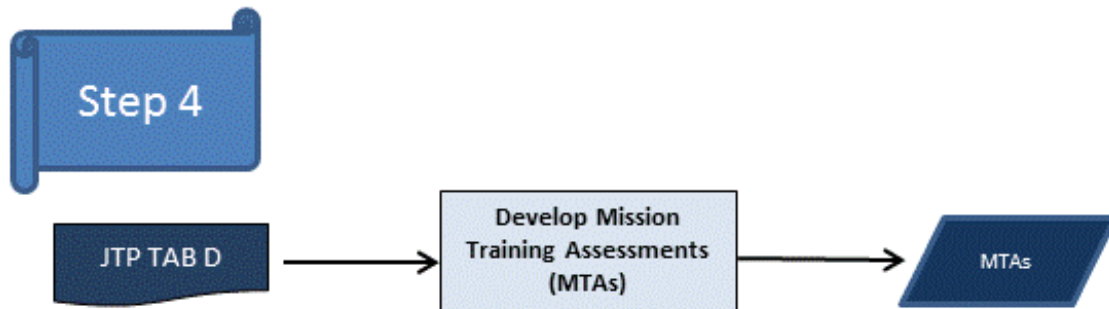 Step 4
JTP TAB D
Develop Mission
Training Assessments
(MTAs)
MTAs